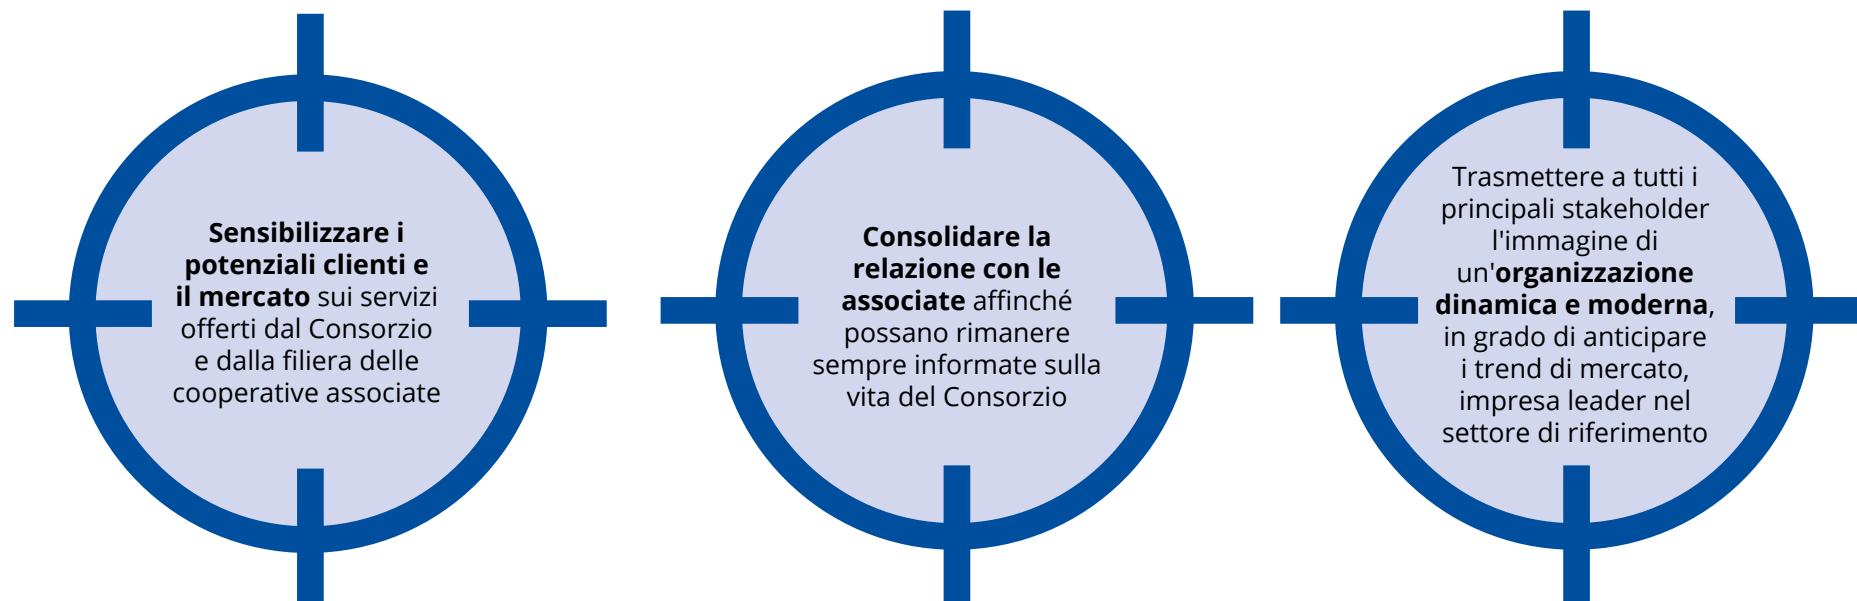 Sensibilizzare i
potenziali clienti e
il mercato sui servizi
offerti dal Consorzio
e dalla filiera delle
cooperative associate
Consolidare la
relazione con le
associate affinché
possano rimanere
sempre informate sulla
vita del Consorzio
Trasmettere a tutti i
principali stakeholder
l'immagine di
un'organizzazione
dinamica e moderna,
in grado di anticipare
i trend di mercato,
impresa leader nel
settore di riferimento